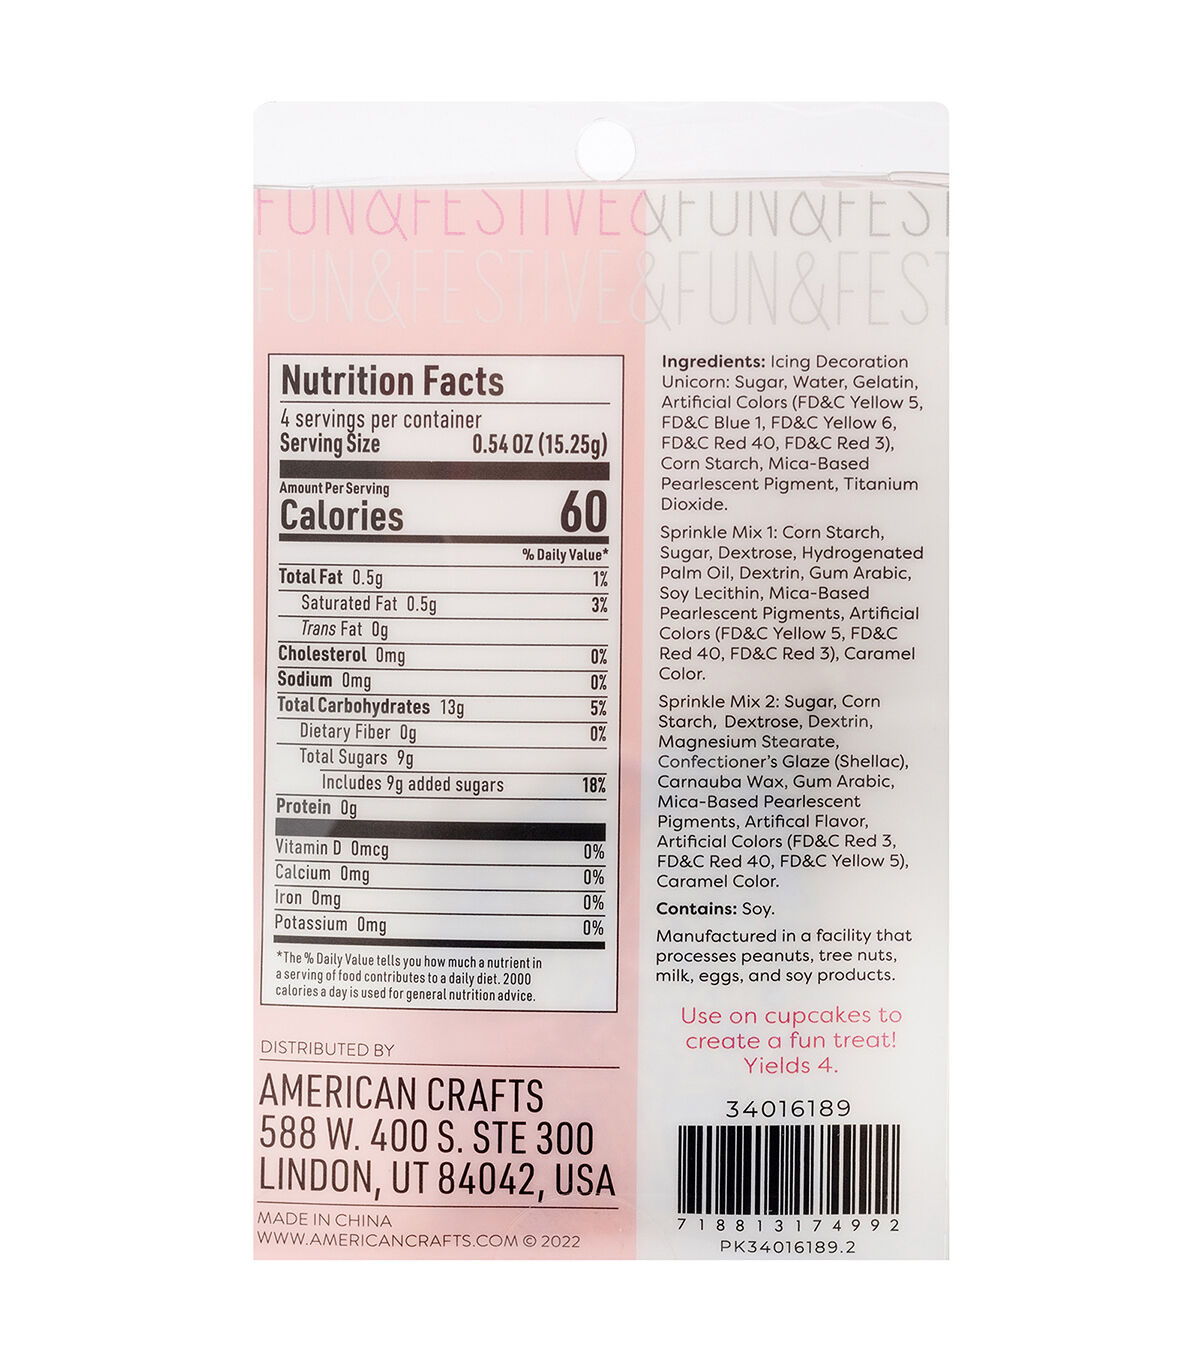 FUN&FESTIVE&FUN&FEST
FUN&FESTIVE&FUN&FEST
Nutrition Facts
4 servings per container
Serving Size 0.54 OZ (15.25g)
Amount Per Serving
Calories 60
% Daily Value*
Total Fat 0.5g 1%
Saturated Fat 0.5g 3%
Trans Fat 0g
Cholesterol 0mg 0%
Sodium 0mg 0%
Total Carbohydrates 13g 5%
Dietary Fiber 0g 0%
Total Sugars 9g
Includes 9g added sugars 18%
Protein 0g
Vitamin D 0mcg 0%
Calcium 0mg 0%
Iron 0mg 0%
Potassium 0mg 0%
*The % Daily Value tells you how much a nutrient in
a serving of food contributes to a daily diet. 2000
calories a day is used for general nutrition advice.
DISTRIBUTED BY
AMERICAN CRAFTS
588 W. 400 S. STE 300
LINDON, UT 84042, USA
MADE IN CHINA
WWW.AMERICANCRAFTS.COM © 2022
Ingredients: Icing Decoration
Unicorn: Sugar, Water, Gelatin,
Artificial Colors (FD&C Yellow 5,
FD&C Blue 1, FD&C Yellow 6,
FD&C Red 40, FD&C Red 3),
Corn Starch, Mica-Based
Pearlescent Pigment, Titanium
Dioxide.
Sprinkle Mix 1: Corn Starch,
Sugar, Dextrose, Hydrogenated
Palm Oil, Dextrin, Gum Arabic,
Soy Lecithin, Mica-Based
Pearlescent Pigments, Artificial
Colors (FD&C Yellow 5, FD&C
Red 40, FD&C Red 3), Caramel
Color.
Sprinkle Mix 2: Sugar, Corn
Starch, Dextrose, Dextrin,
Magnesium Stearate,
Confectioner's Glaze (Shellac),
Carnauba Wax, Gum Arabic,
Mica-Based Pearlescent
Pigments, Artifical Flavor,
Artificial Colors (FD&C Red 3,
FD&C Red 40, FD&C Yellow 5),
Caramel Color.
Contains: Soy.
Manufactured in a facility that
processes peanuts, tree nuts,
milk, eggs, and soy products.
Use on cupcakes to
create a fun treat!
Yields 4.
34016189
7 18813 17499 2
PK34016189.2